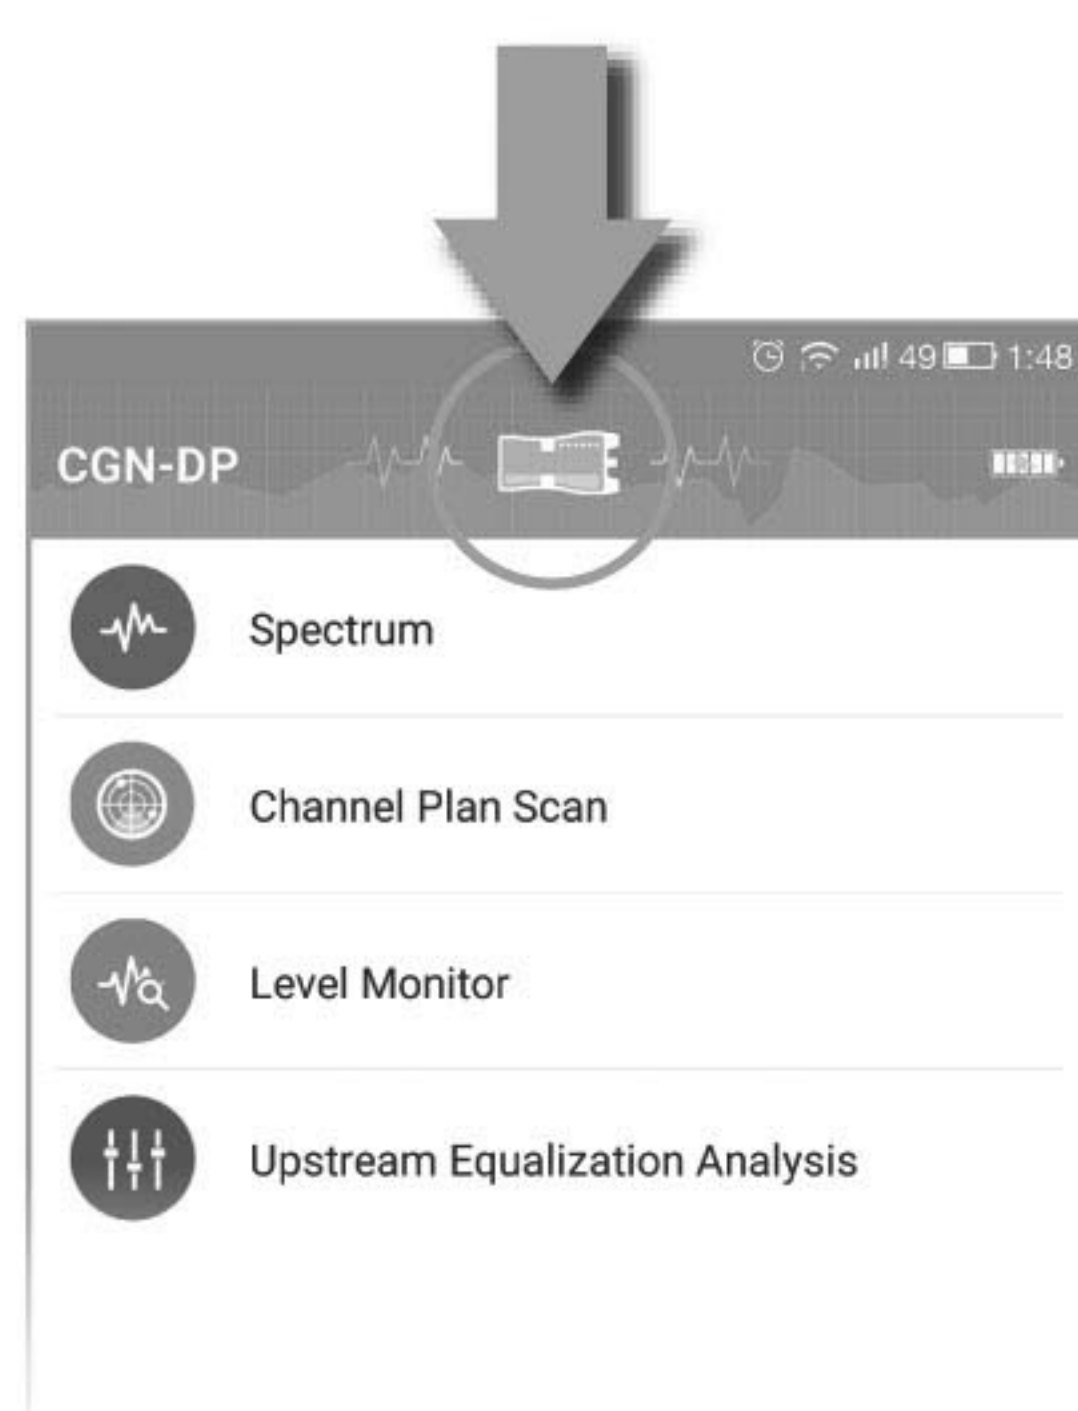 49 1:48
CGN-DP
Spectrum
Channel Plan Scan
Level Monitor
Upstream Equalization Analysis